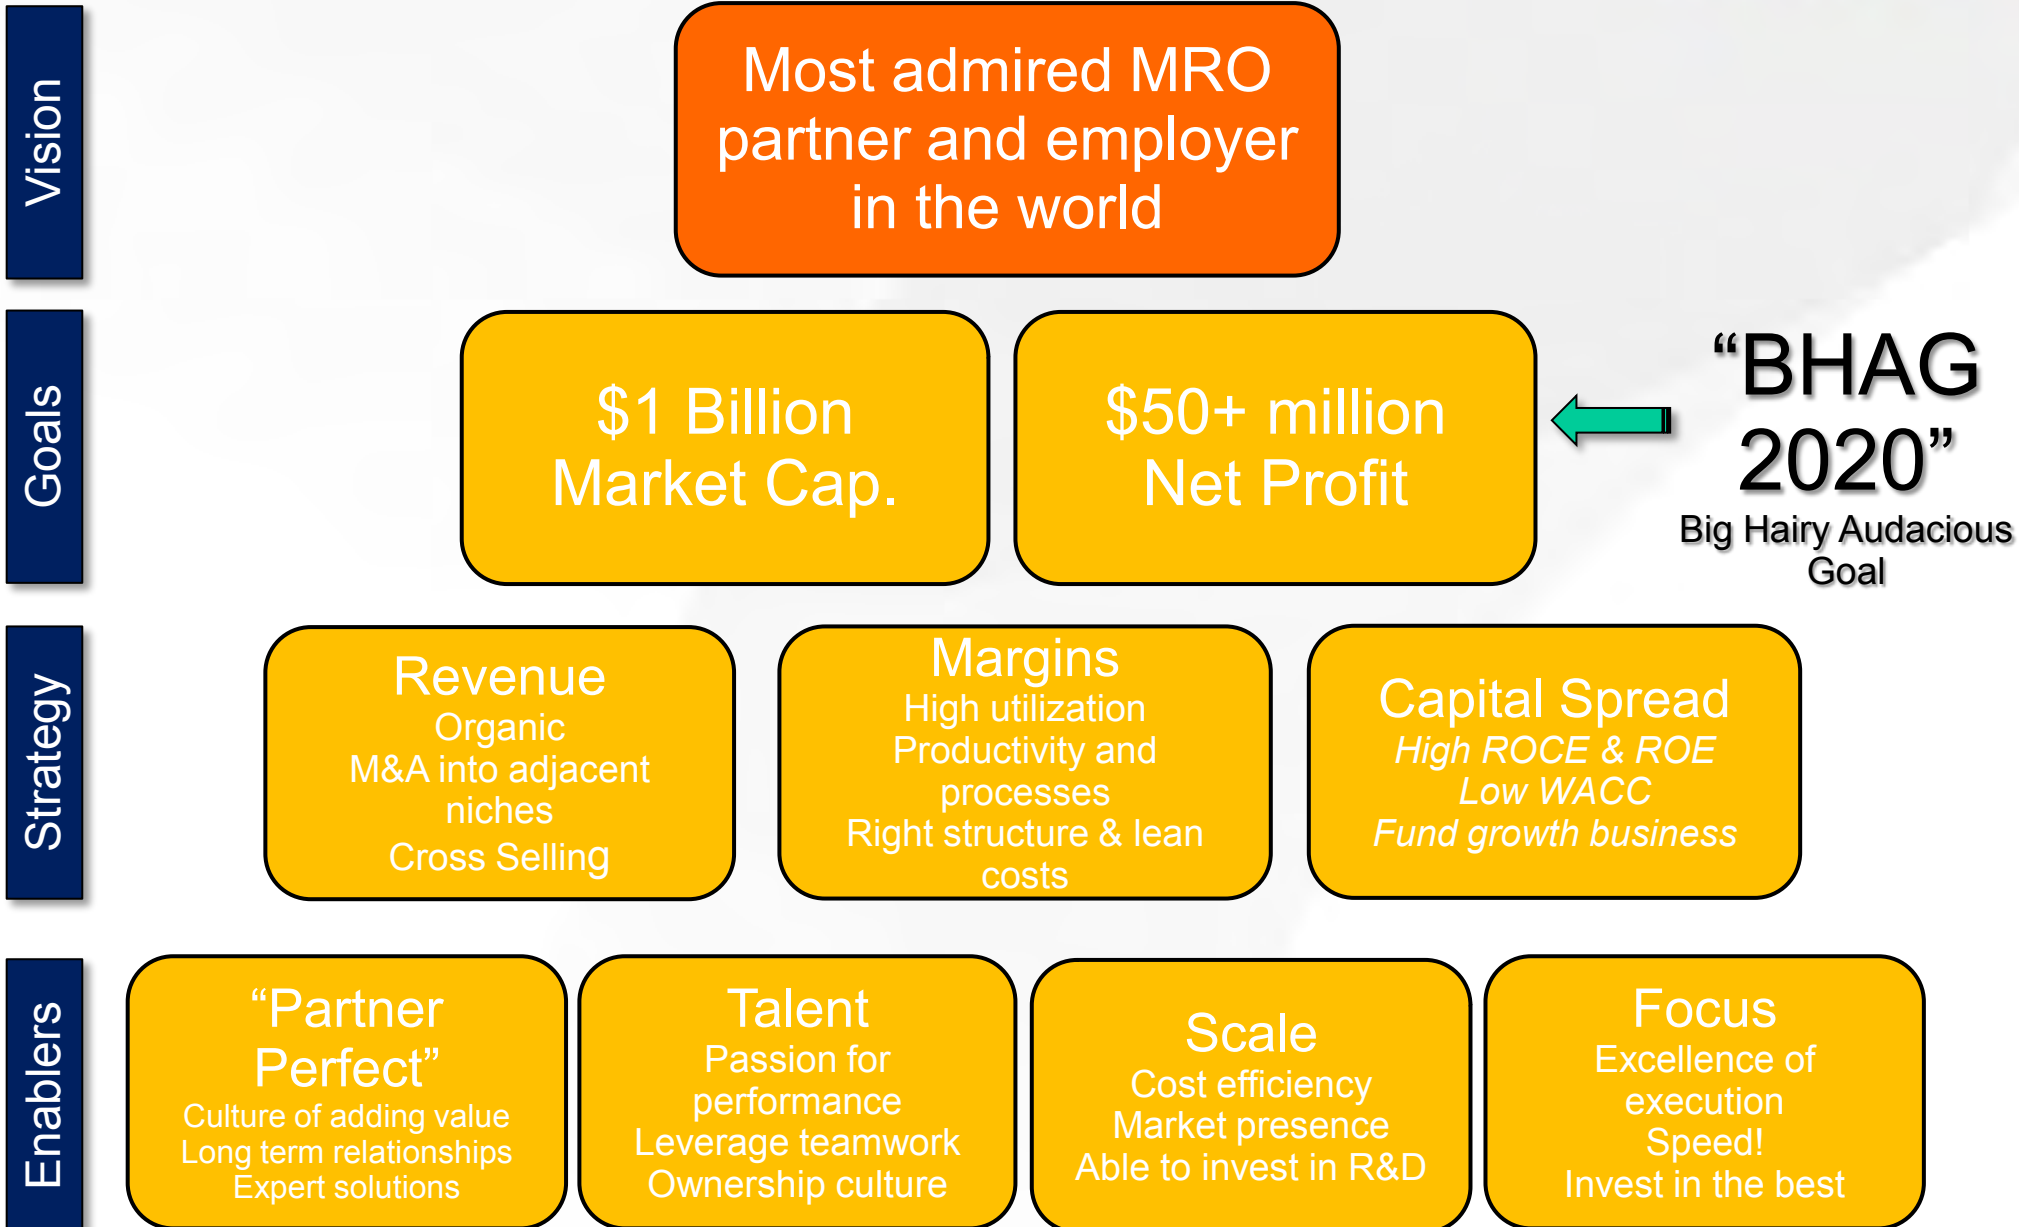 Vision
Most admired MRO
partner and employer
in the world
Goals
$1 Billion
Market Cap.
$50+ million
Net Profit
“BHAG
2020”
Big Hairy Audacious
Goal
Strategy
Revenue
Organic
M&A into adjacent
niches
Cross Selling
Margins
High utilization
Productivity and
processes
Right structure & lean
costs
Capital Spread
High ROCE & ROE
Low WACC
Fund growth business
Enablers
“Partner
Perfect”
Culture of adding value
Long term relationships
Expert solutions
Talent
Passion for
performance
Leverage teamwork
Ownership culture
Scale
Cost efficiency
Market presence
Able to invest in R&D
Focus
Excellence of
execution
Speed!
Invest in the best